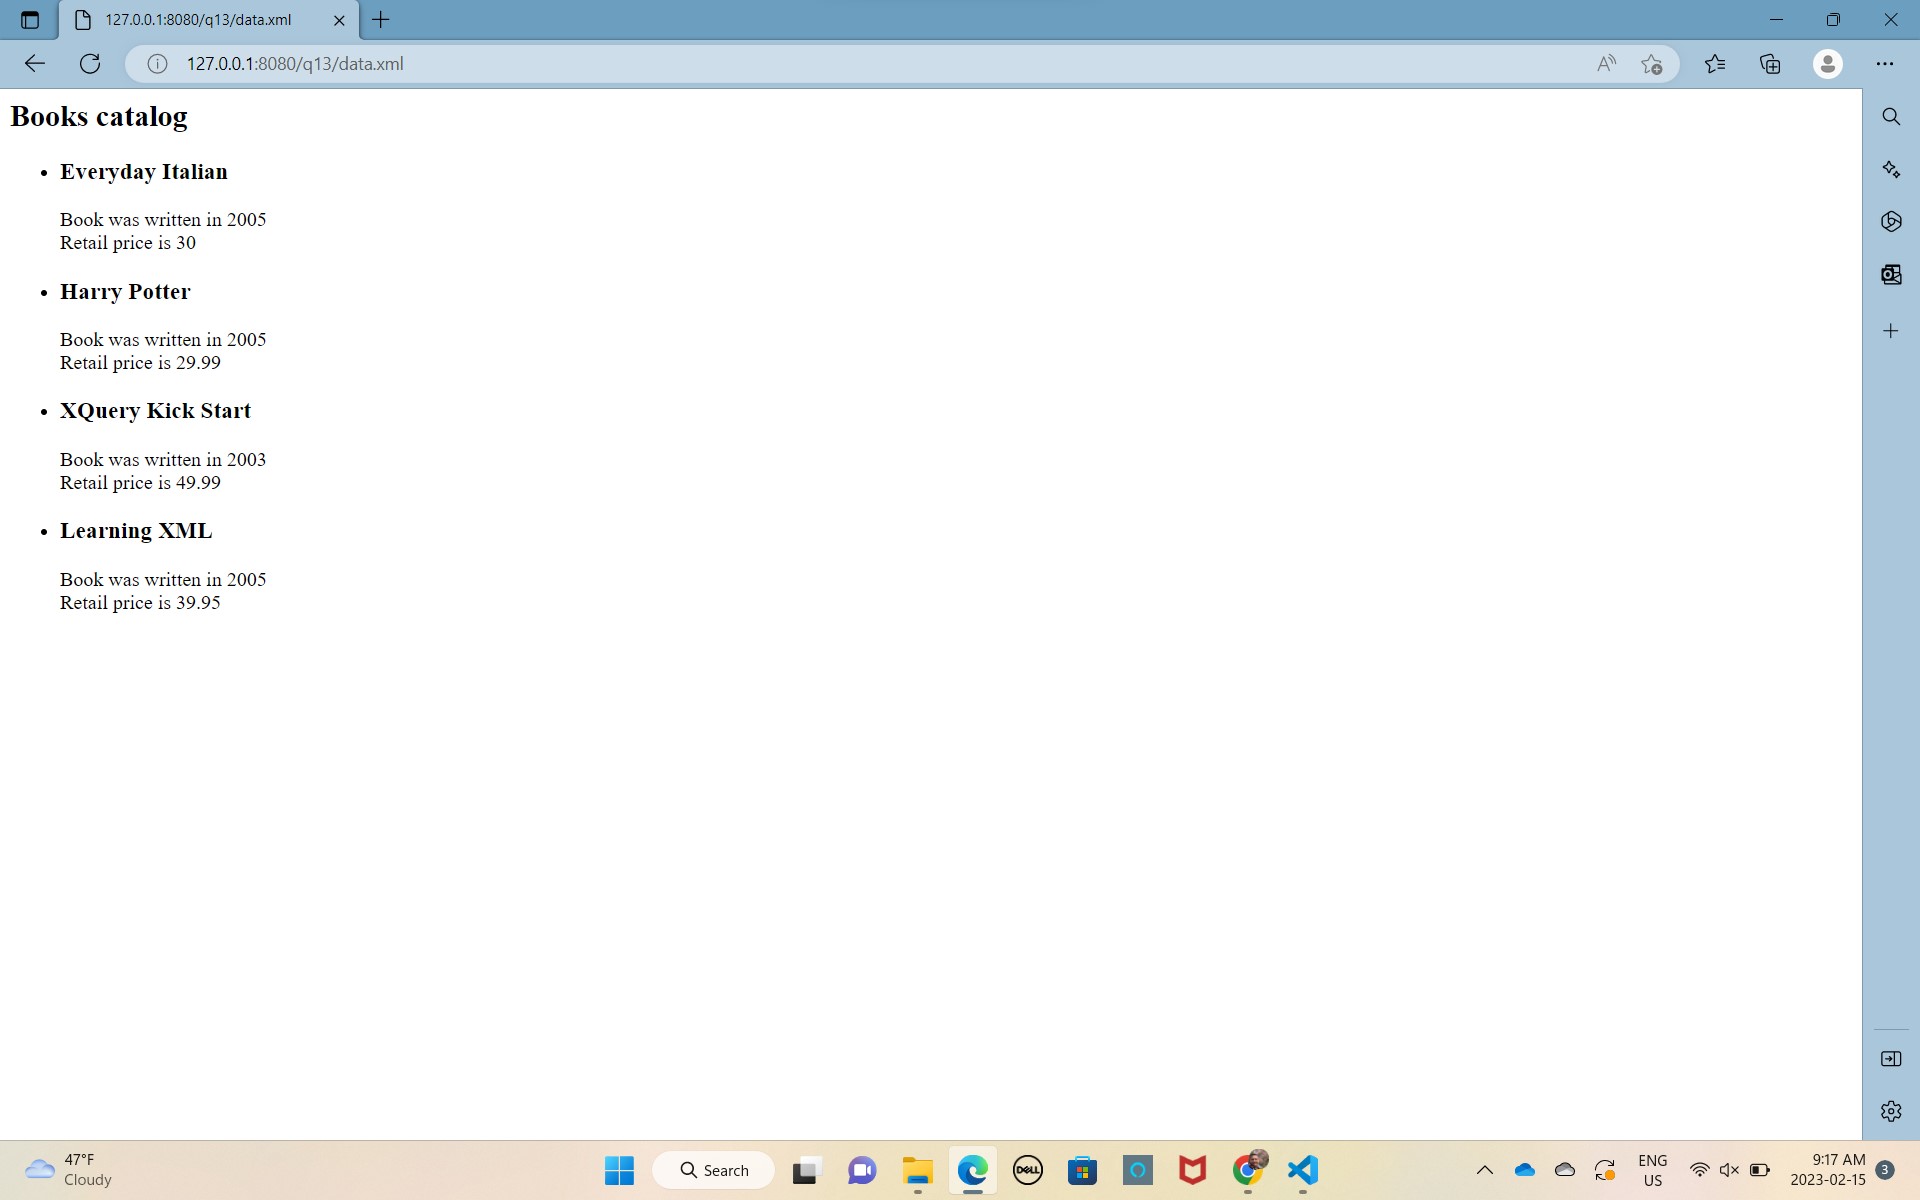 127.0.0.1:8080/q13/data.xml
127.0.0.1:8080/q13/data.xml
Books catalog
Everyday Italian
Book was written in 2005
Retail price is 30
Harry Potter
Book was written in 2005
Retail price is 29.99
XQuery Kick Start
Book was written in 2003
Retail price is 49.99
Learning XML
Book was written in 2005
Retail price is 39.95
47°F
Cloudy
Search
DELL
ENG
US
9:17 AM
2023-02-15
3